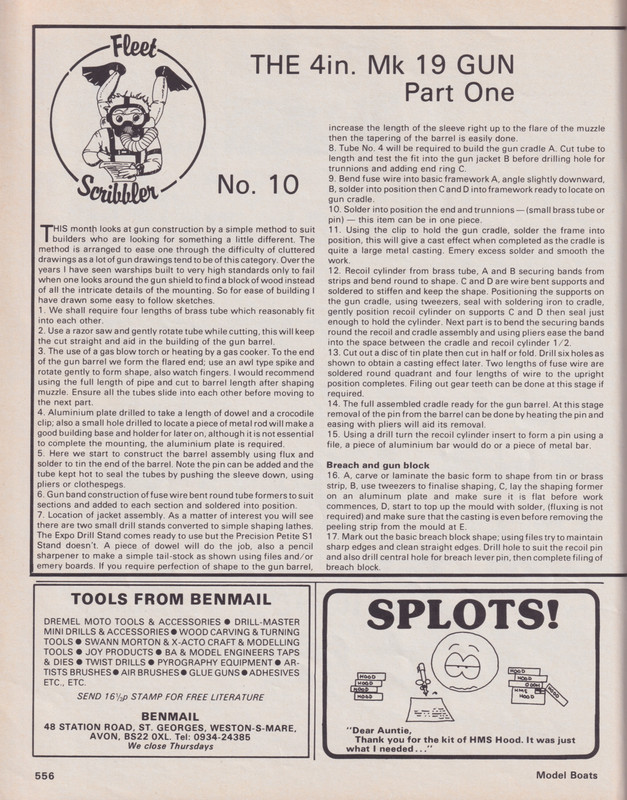 Fleet
Scribbler
THE 4in. Mk 19 GUN
Part One
No. 10
THIS month looks at gun construction by a simple method to suit
builders who are looking for something a little different. The
method is arranged to ease one through the difficulty of cluttered
drawings as a lot of gun drawings tend to be of this category. Over the
years I have seen warships built to very high standards only to fail
when one looks around the gun shield to find a block of wood instead
of all the intricate details of the mounting. So for ease of building I
have drawn some easy to follow sketches.
1. We shall require four lengths of brass tube which reasonably fit
into each other.
2. Use a razor saw and gently rotate tube while cutting, this will keep
the cut straight and aid in the building of the gun barrel.
3. The use of a gas blow torch or heating by a gas cooker. To the end
of the gun barrel we form the flared end; use an awl type spike and
rotate gently to form shape, also watch fingers. I would recommend
using the full length of pipe and cut to barrel length after shaping
muzzle. Ensure all the tubes slide into each other before moving to
the next part.
4. Aluminium plate drilled to take a length of dowel and a crocodile
clip; also a small hole drilled to locate a piece of metal rod will make a
good building base and holder for later on, although it is not essential
to complete the mounting, the aluminium plate is required.
5. Here we start to construct the barrel assembly using flux and
solder to tin the end of the barrel. Note the pin can be added and the
tube kept hot to seal the tubes by pushing the sleeve down, using
pliers or clothespegs.
6. Gun band construction of fuse wire bent round tube formers to suit
sections and added to each section and soldered into position.
7. Location of jacket assembly. As a matter of interest you will see
there are two small drill stands converted to simple shaping lathes.
The Expo Drill Stand comes ready to use but the Precision Petite S1
Stand doesn't. A piece of dowel will do the job, also a pencil
sharpener to make a simple tail-stock as shown using files and/or
emery boards. If you require perfection of shape to the gun barrel,
increase the length of the sleeve right up to the flare of the muzzle
then the tapering of the barrel is easily done.
8. Tube No. 4 will be required to build the gun cradle A. Cut tube to
length and test the fit into the gun jacket B before drilling hole for
trunnions and adding end ring C.
9. Bend fuse wire into basic framework A, angle slightly downward,
B, solder into position then C and D into framework ready to locate on
gun cradle.
10. Solder into position the end and trunnions — (small brass tube or
pin) — this item can be in one piece.
11. Using the clip to hold the gun cradle, solder the frame into
position, this will give a cast effect when completed as the cradle is
quite a large metal casting. Emery excess solder and smooth the
work.
12. Recoil cylinder from brass tube, A and B securing bands from
strips and bend round to shape. C and D are wire bent supports and
soldered to stiffen and keep the shape. Positioning the supports on
the gun cradle, using tweezers, seal with soldering iron to cradle,
gently position recoil cylinder on supports C and D then seal just
enough to hold the cylinder. Next part is to bend the securing bands
round the recoil and cradle assembly and using pliers ease the band
into the space between the cradle and recoil cylinder 1/2.
13. Cut out a disc of tin plate then cut in half or fold. Drill six holes as
shown to obtain a casting effect later. Two lengths of fuse wire are
soldered round quadrant and four lengths of wire to the upright
position completes. Filing out gear teeth can be done at this stage if
required.
14. The full assembled cradle ready for the gun barrel. At this stage
removal of the pin from the barrel can be done by heating the pin and
easing with pliers will aid its removal.
15. Using a drill turn the recoil cylinder insert to form a pin using a
file, a piece of aluminium bar would do or a piece of metal bar.
Breach and gun block
16. A, carve or laminate the basic form to shape from tin or brass
strip, B, use tweezers to finalise shaping, C, lay the shaping former
on an aluminum plate and make sure it is flat before work
commences, D, start to top up the mould with solder, (fluxing is not
required) and make sure that the casting is even before removing the
peeling strip from the mould at E.
17. Mark out the basic breach block shape; using files try to maintain
sharp edges and clean straight edges. Drill hole to suit the recoil pin
and also drill central hole for breach lever pin, then complete filing of
breach block.
TOOLS FROM BENMAIL
DREMEL MOTO TOOLS & ACCESSORIES ● DRILL-MASTER
MINI DRILLS & ACCESSORIES ● WOOD CARVING & TURNING
TOOLS ● SWANN MORTON & X-ACTO CRAFT & MODELLING
TOOLS ● JOY PRODUCTS ● BA & MODEL ENGINEERS TAPS
& DIES ● TWIST DRILLS ● PYROGRAPHY EQUIPMENT ● AR-
TISTS BRUSHES ● AIR BRUSHES ● GLUE GUNS ● ADHESIVES
ETC., ETC.
SEND 16½p STAMP FOR FREE LITERATURE
BENMAIL
48 STATION ROAD, ST. GEORGES, WESTON-S-MARE,
AVON, BS22 0XL. Tel: 0934-24385
We close Thursdays
SPLOTS!
HOOD
HOOD
HOOD
HOOD
HOOD
HOOD
HOOD
HME
HOOD
HOOD
"Dear Auntie,
Thank you for the kit of HMS Hood. It was just
what I needed ..."
556
Model Boats